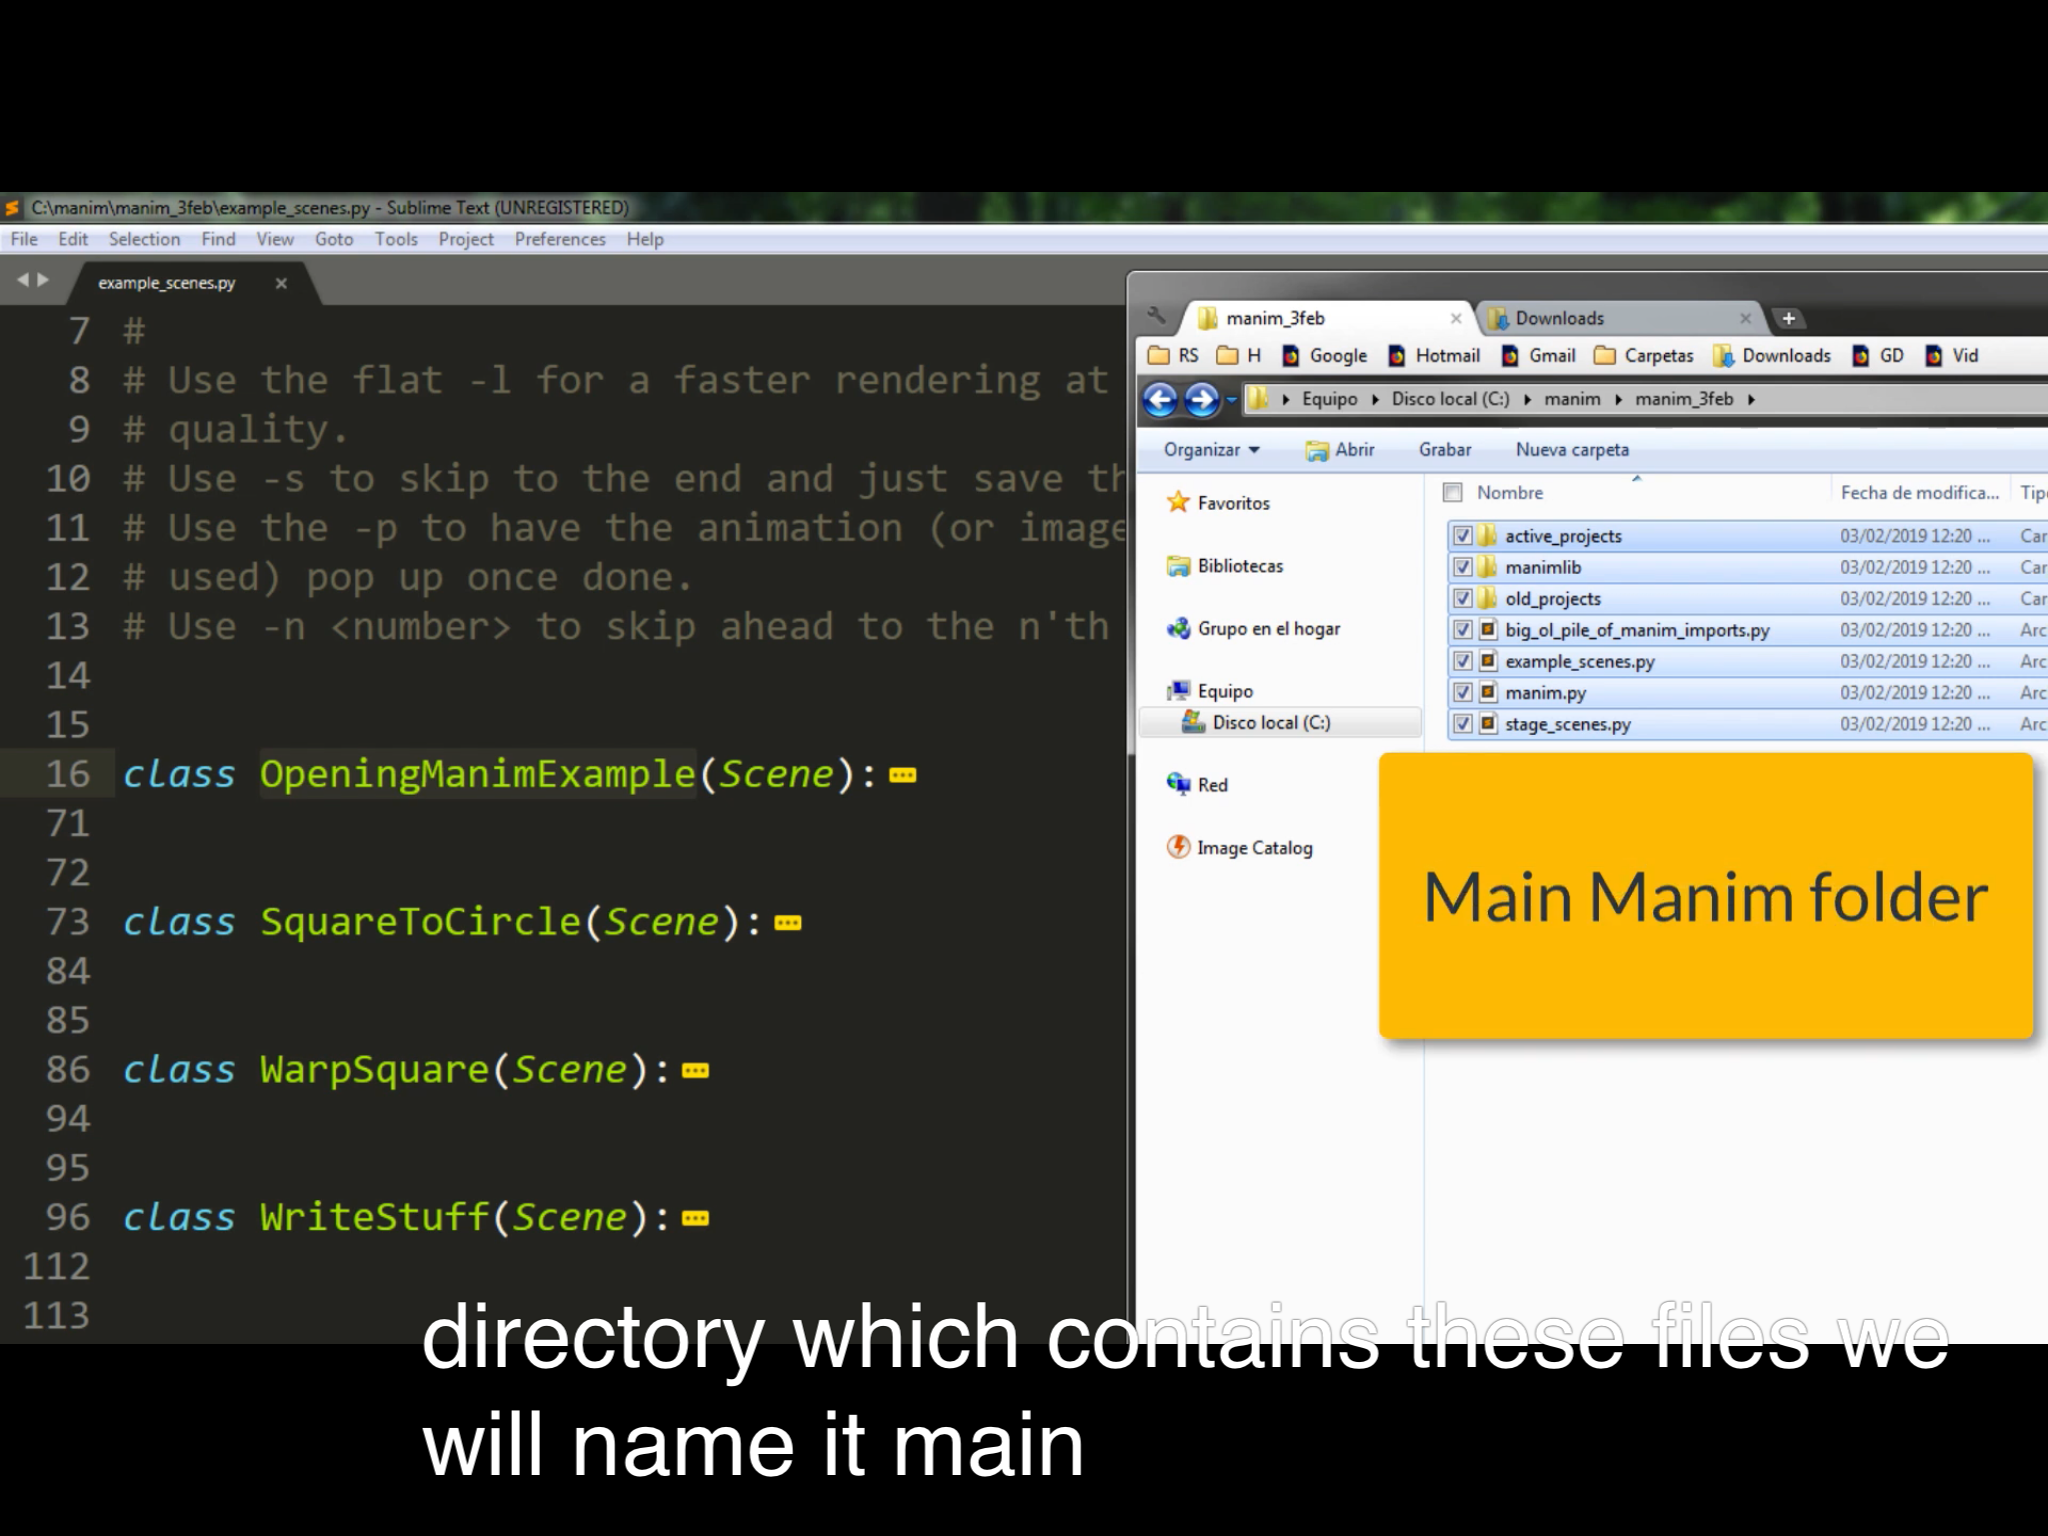 C:\manim\manim_3feb\example_scenes.py - Sublime Text (UNREGISTERED)
File Edit Selection Find View Goto Tools Project Preferences Help
example_scenes.py
7 #
8 # Use the flat -l for a faster rendering at
9 # quality.
10 # Use -s to skip to the end and just save th
11 # Use the -p to have the animation (or image
12 # used) pop up once done.
13 # Use -n <number> to skip ahead to the n'th
14
15
16 class OpeningManimExample(Scene):
71
72
73 class SquareToCircle(Scene):
84
85
86 class WarpSquare(Scene):
94
95
96 class WriteStuff(Scene):
112
113
manim_3feb Downloads
RS H Google Hotmail Gmail Carpetas Downloads GD Vid
Equipo Disco local (C:) manim manim_3feb
Organizar Abrir Grabar Nueva carpeta
Favoritos
Bibliotecas
Grupo en el hogar
Equipo
Disco local (C:)
Red
Image Catalog
Nombre Fecha de modifica... Tip
active_projects 03/02/2019 12:20 ... Car
manimlib 03/02/2019 12:20 ... Car
old_projects 03/02/2019 12:20 ... Car
big_ol_pile_of_manim_imports.py 03/02/2019 12:20 ... Arc
example_scenes.py 03/02/2019 12:20 ... Arc
manim.py 03/02/2019 12:20 ... Arc
stage_scenes.py 03/02/2019 12:20 ... Arc
Main Manim folder
directory which contains these files we
will name it main